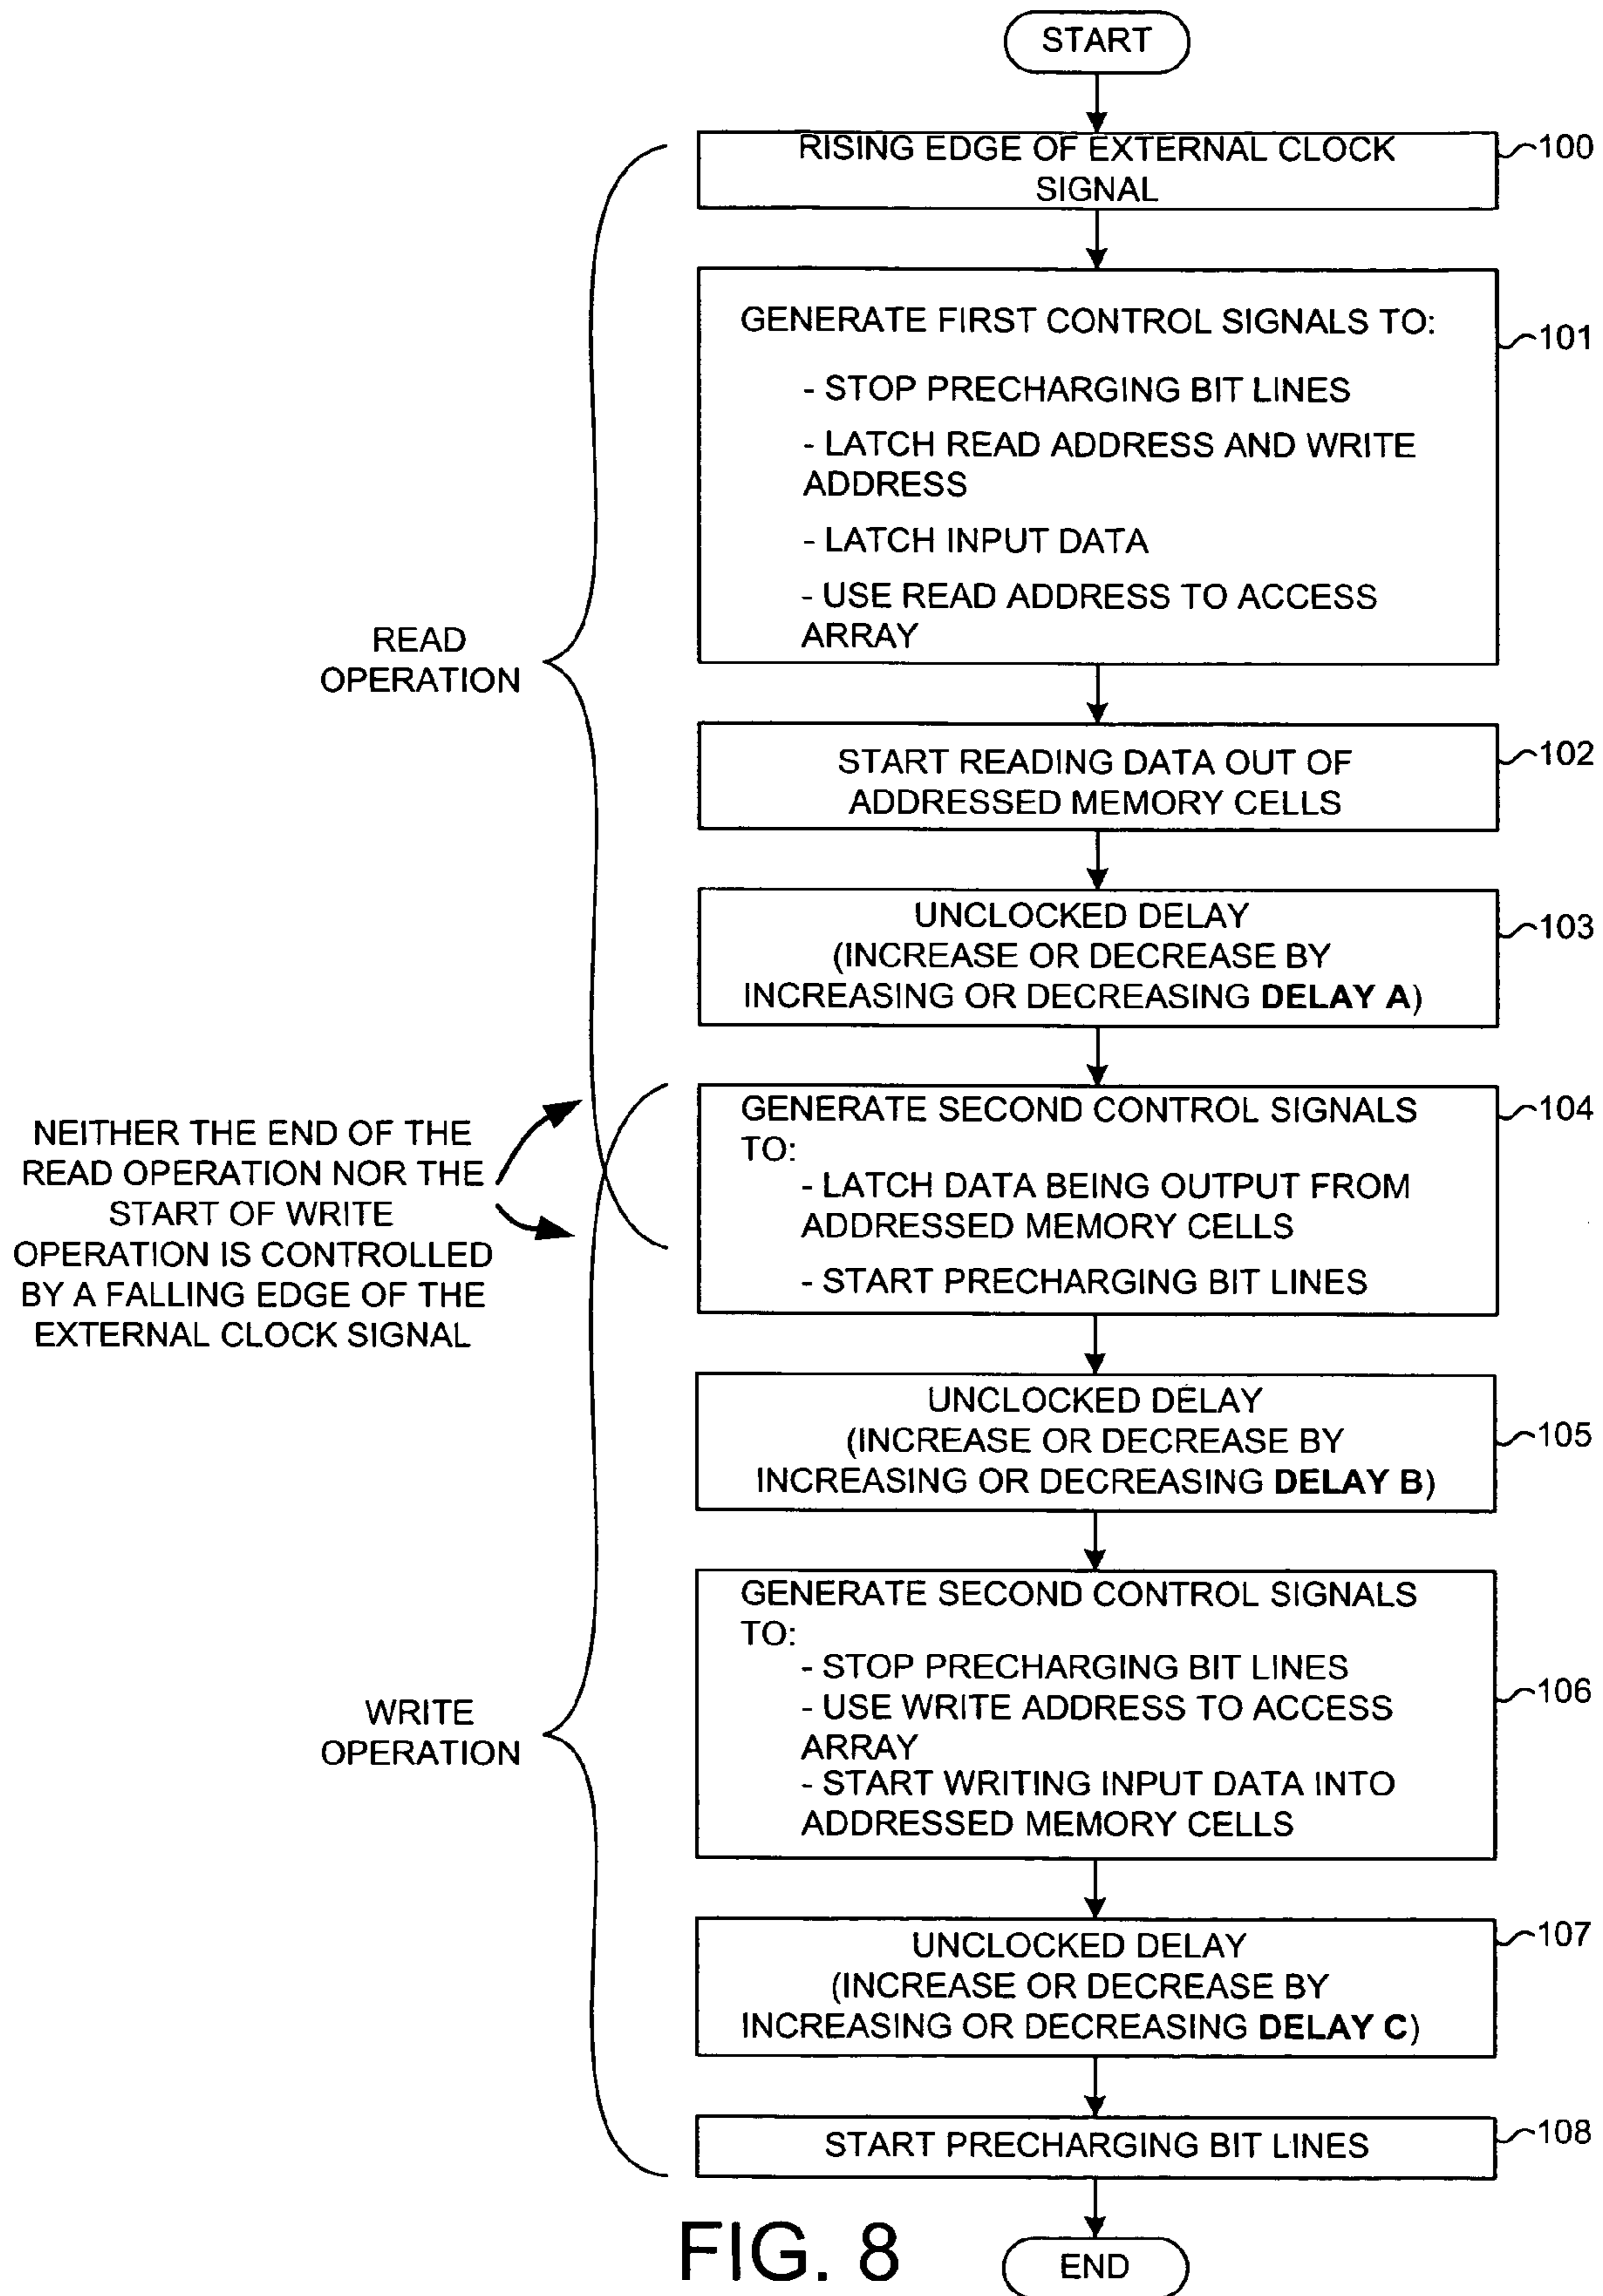 START
RISING EDGE OF EXTERNAL CLOCK
SIGNAL
100
GENERATE FIRST CONTROL SIGNALS TO:
- STOP PRECHARGING BIT LINES
- LATCH READ ADDRESS AND WRITE
ADDRESS
- LATCH INPUT DATA
- USE READ ADDRESS TO ACCESS
ARRAY
101
READ
OPERATION
START READING DATA OUT OF
ADDRESSED MEMORY CELLS
102
UNCLOCKED DELAY
(INCREASE OR DECREASE BY
INCREASING OR DECREASING DELAY A)
103
NEITHER THE END OF THE
READ OPERATION NOR THE
START OF WRITE
OPERATION IS CONTROLLED
BY A FALLING EDGE OF THE
EXTERNAL CLOCK SIGNAL
GENERATE SECOND CONTROL SIGNALS
TO:
- LATCH DATA BEING OUTPUT FROM
ADDRESSED MEMORY CELLS
- START PRECHARGING BIT LINES
104
UNCLOCKED DELAY
(INCREASE OR DECREASE BY
INCREASING OR DECREASING DELAY B)
105
GENERATE SECOND CONTROL SIGNALS
TO:
- STOP PRECHARGING BIT LINES
- USE WRITE ADDRESS TO ACCESS
ARRAY
- START WRITING INPUT DATA INTO
ADDRESSED MEMORY CELLS
106
WRITE
OPERATION
UNCLOCKED DELAY
(INCREASE OR DECREASE BY
INCREASING OR DECREASING DELAY C)
107
START PRECHARGING BIT LINES
108
FIG. 8
END